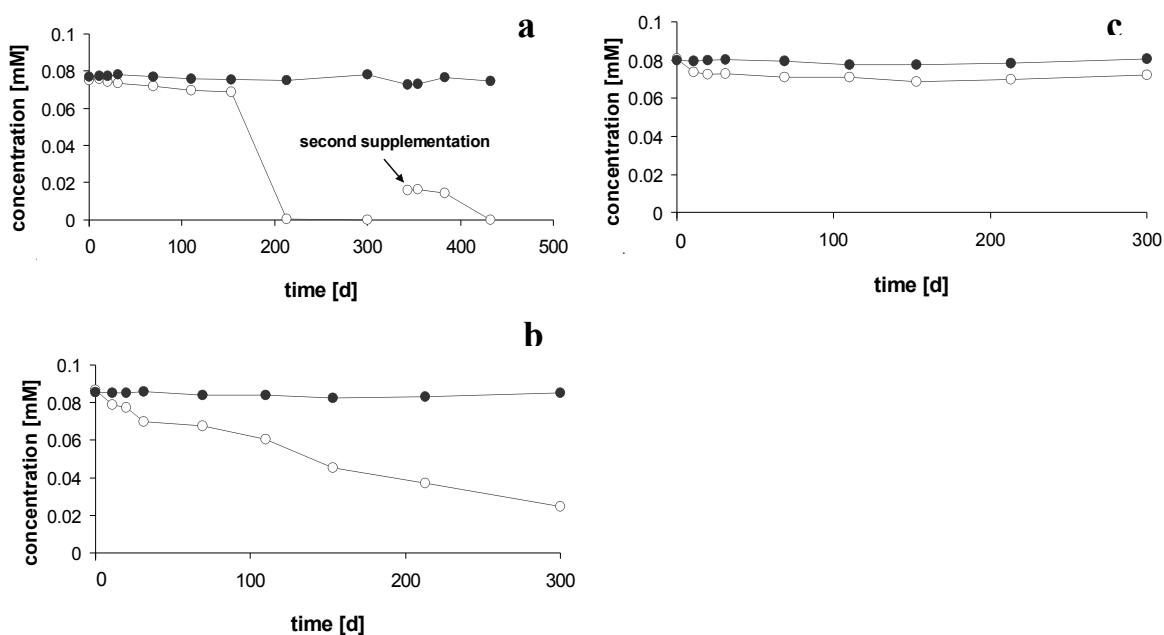 a
concentration [mM]
0.1
0.08
0.06
0.04
0.02
0
second supplementation
0 100 200 300 400 500
time [d]
c
concentration [mM]
0.1
0.08
0.06
0.04
0.02
0
0 100 200 300
time [d]
b
concentration [mM]
0.1
0.08
0.06
0.04
0.02
0
0 100 200 300
time [d]